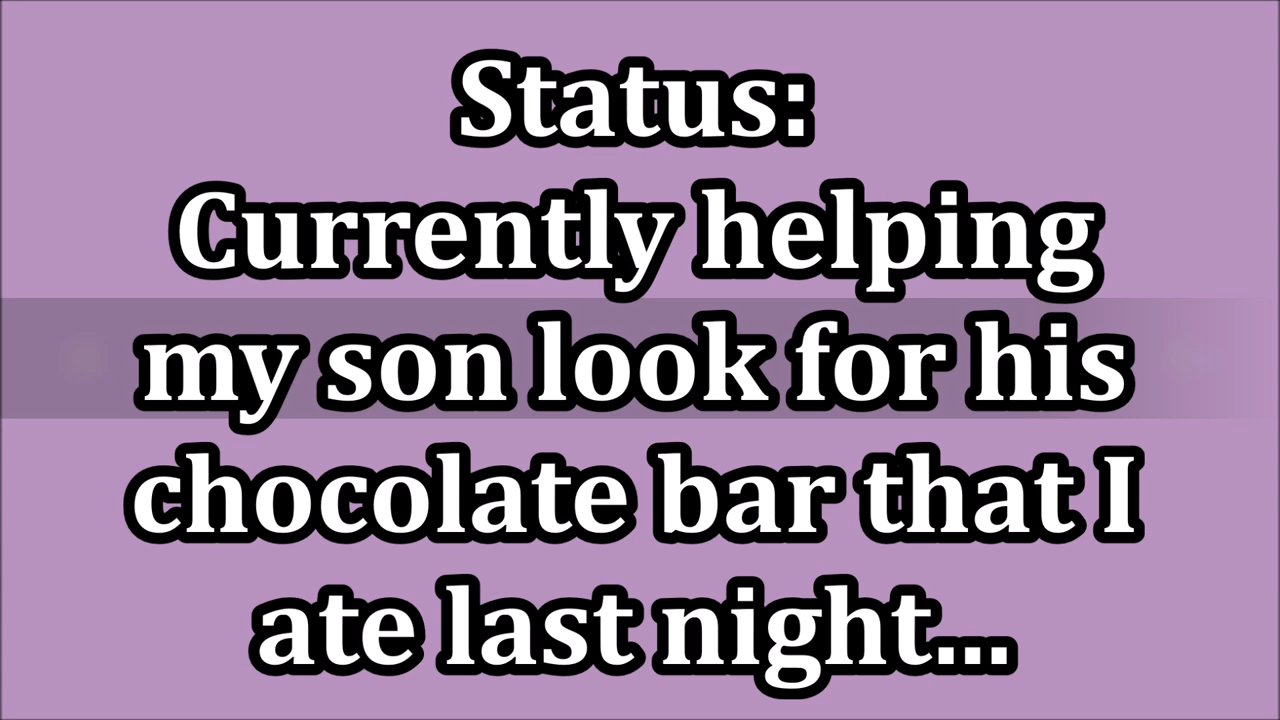 Status:
Currently helping
my son look for his
chocolate bar that I
ate last night...